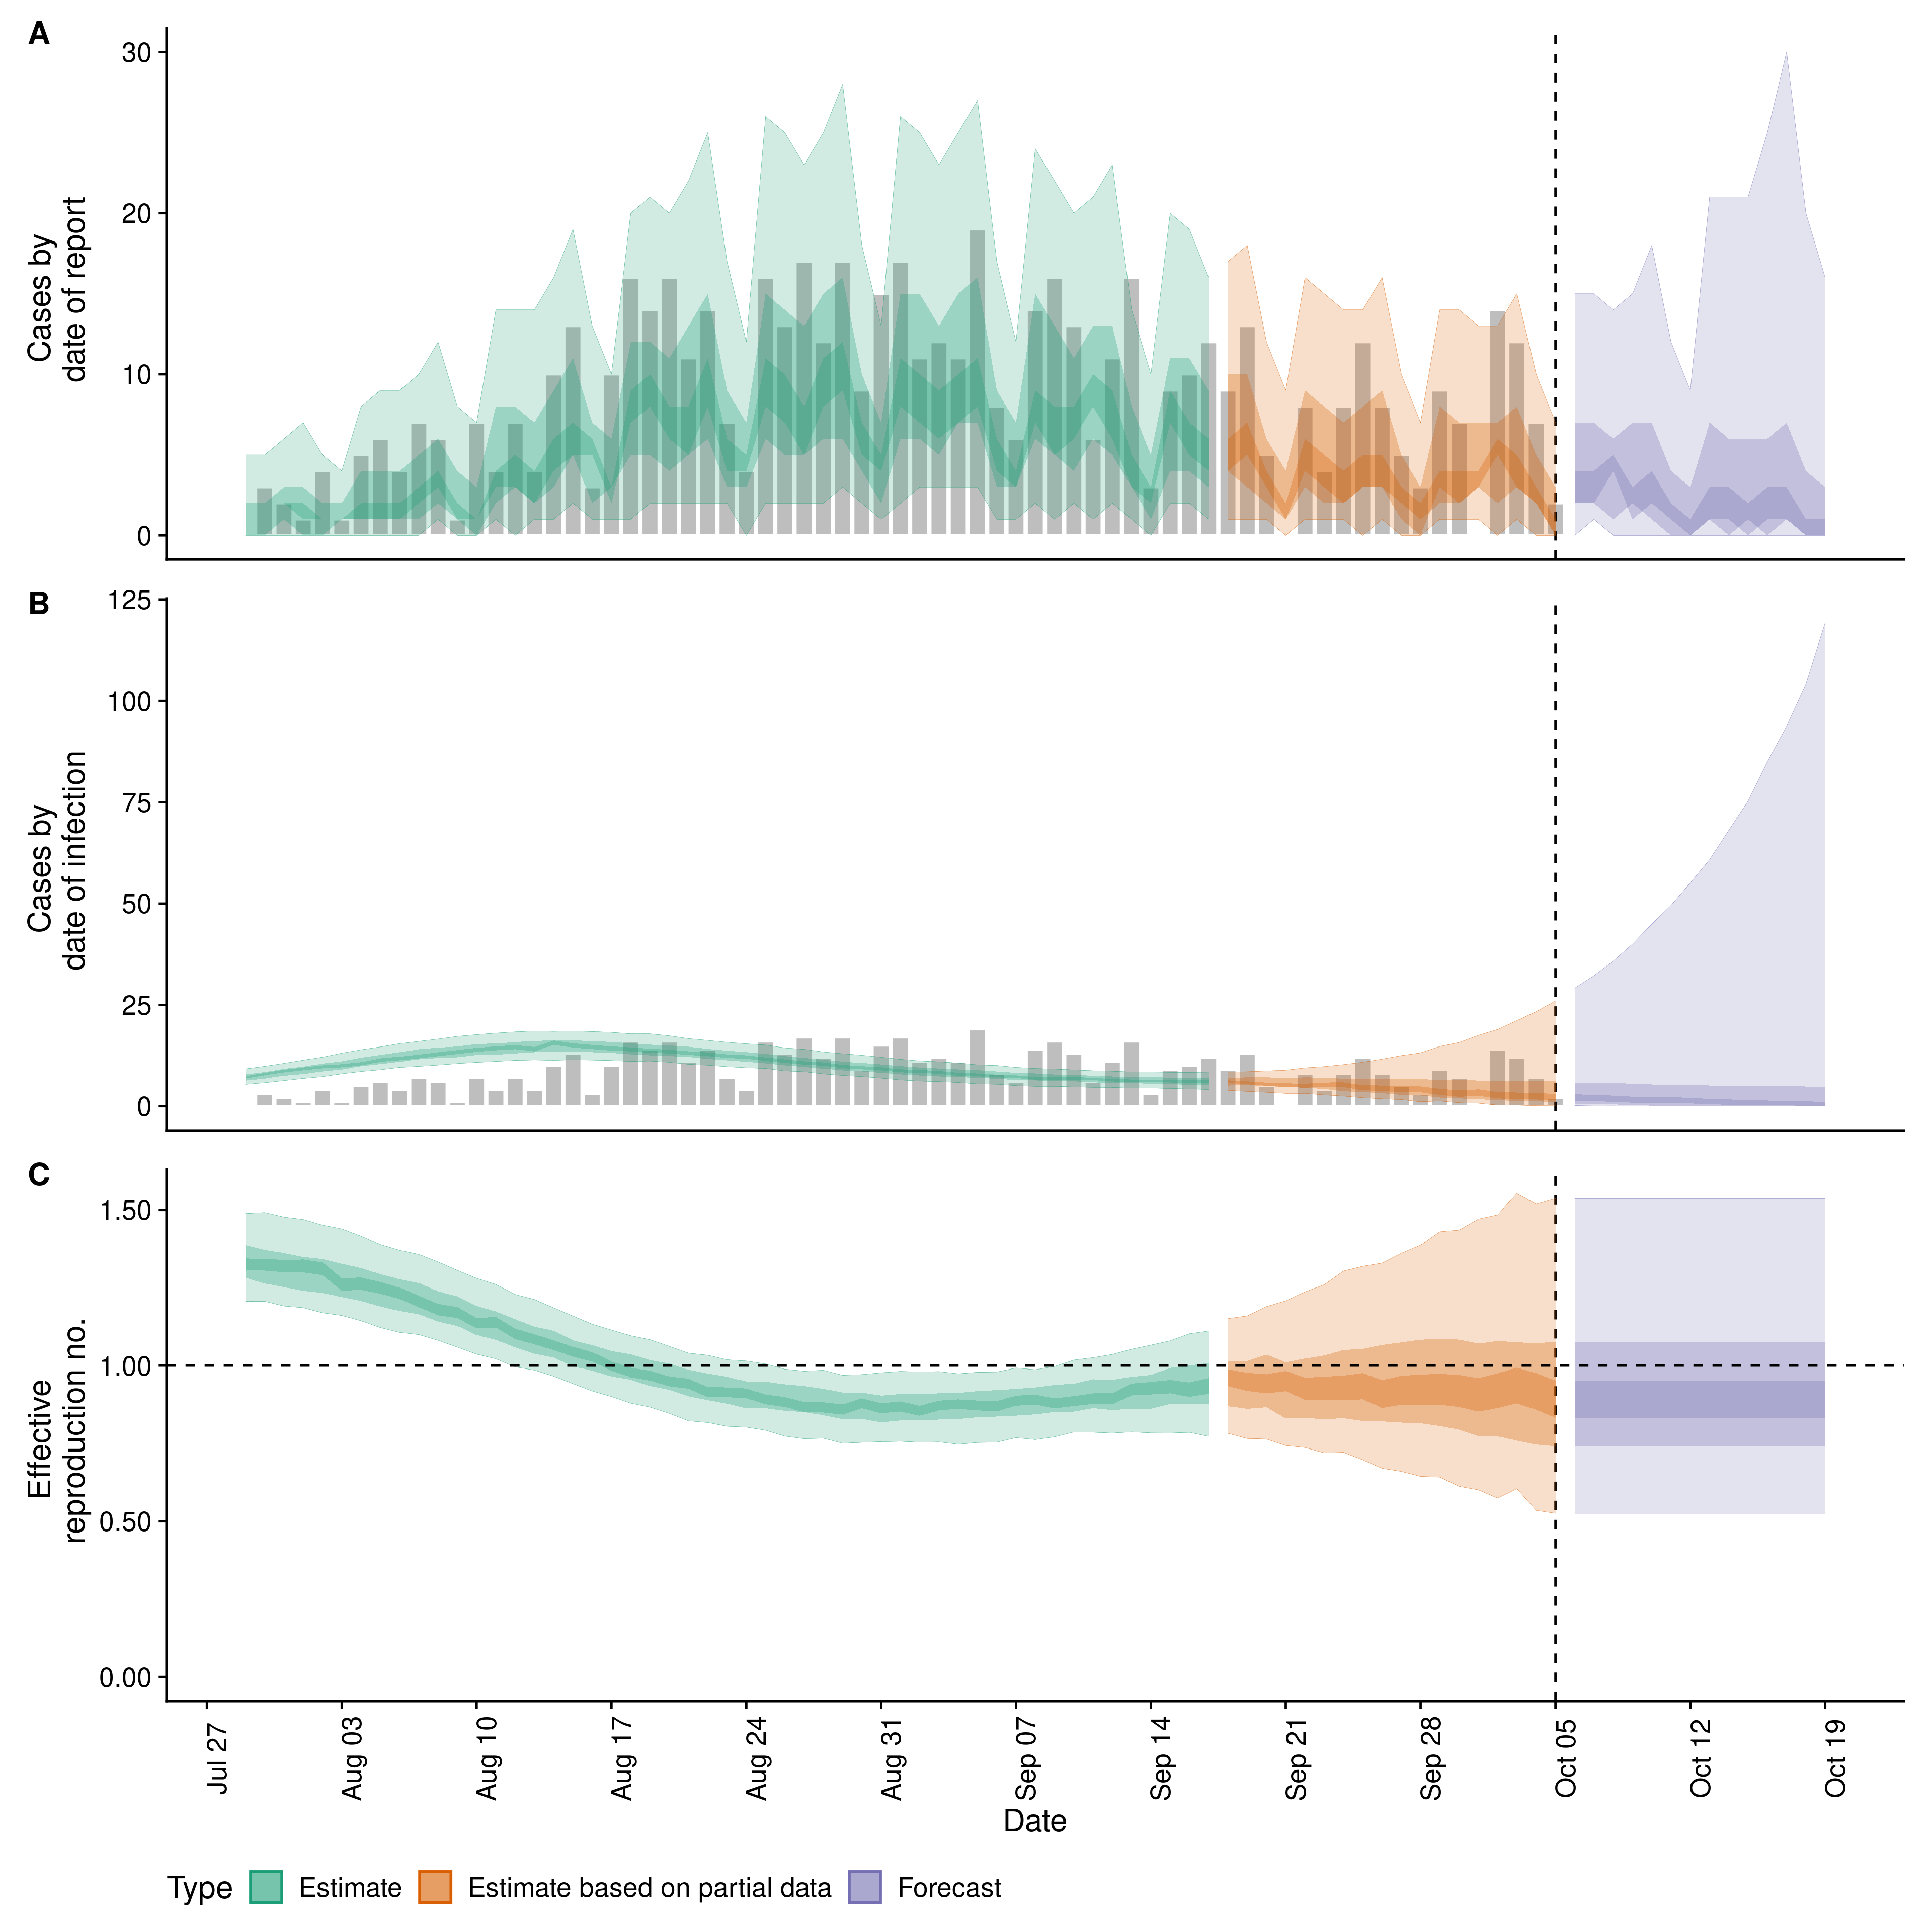 A
30
20
10
0
Cases by
date of report
B
125
100
75
50
25
0
Cases by
date of infection
C
1.50
1.00
0.50
0.00
Effective
reproduction no.
Jul 27
Aug 03
Aug 10
Aug 17
Aug 24
Aug 31
Sep 07
Sep 14
Sep 21
Sep 28
Oct 05
Oct 12
Oct 19
Date
Type Estimate Estimate based on partial data Forecast